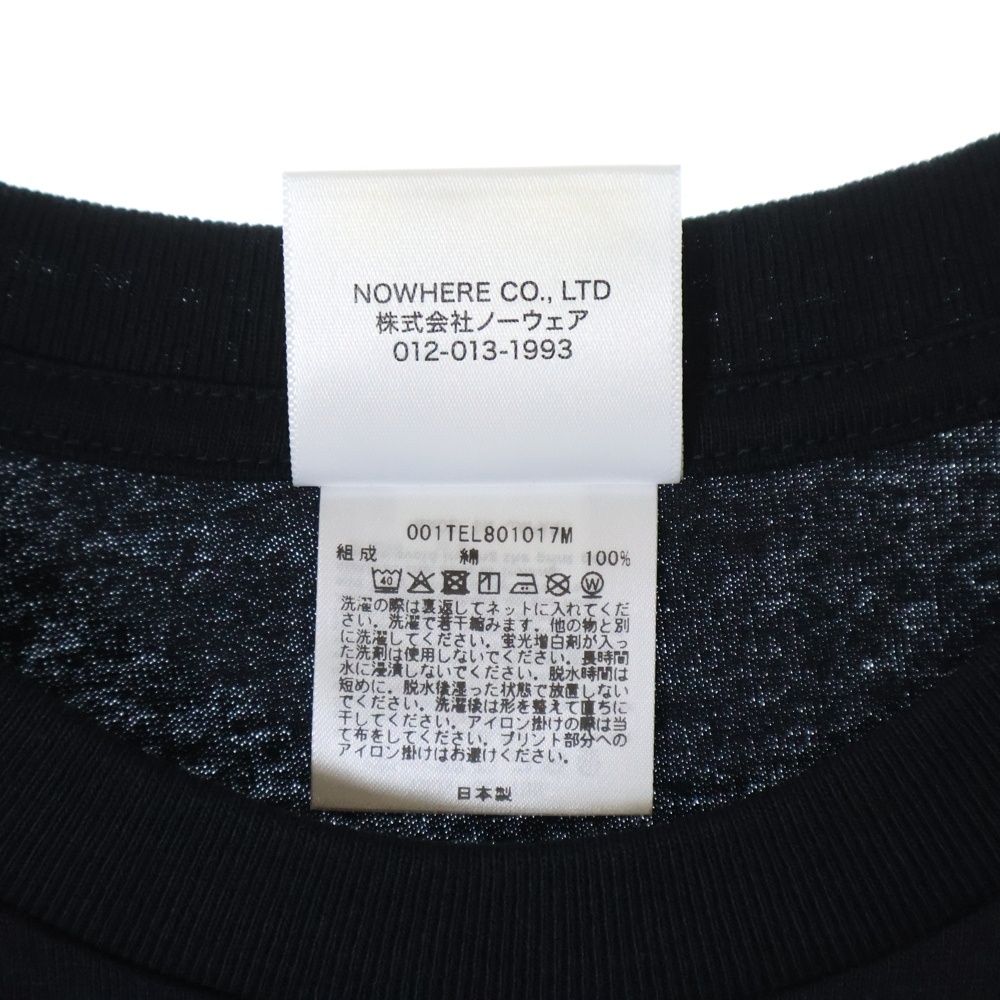 NOWHERE CO., LTD
株式会社ノーウェア
012-013-1993
001TEL801017M
組成 綿 100%
40 W
洗濯の際は裏返してネットに入れてくだ
さい。洗濯で若干縮みます。他の物と別
に洗濯してください。蛍光増白剤が入っ
た洗剤は使用しないでください。長時間
水に浸漬しないでください。脱水時間は
短めに。脱水後湿った状態で放置しない
でください。洗濯後は形を整えて直ちに
干してください。アイロン掛けの際は当
て布をしてください。プリント部分への
アイロン掛けはお避けください。
日本製